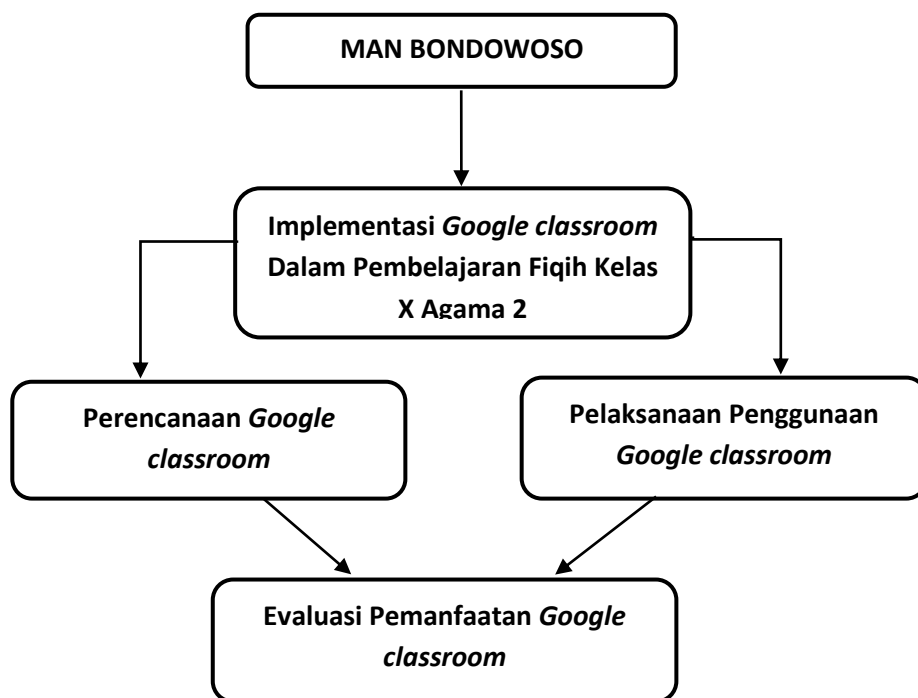 MAN BONDOWOSO
Implementasi Google classroom
Dalam Pembelajaran Fiqih Kelas
X Agama 2
Perencanaan Google
classroom
Pelaksanaan Penggunaan
Google classroom
Evaluasi Pemanfaatan Google
classroom